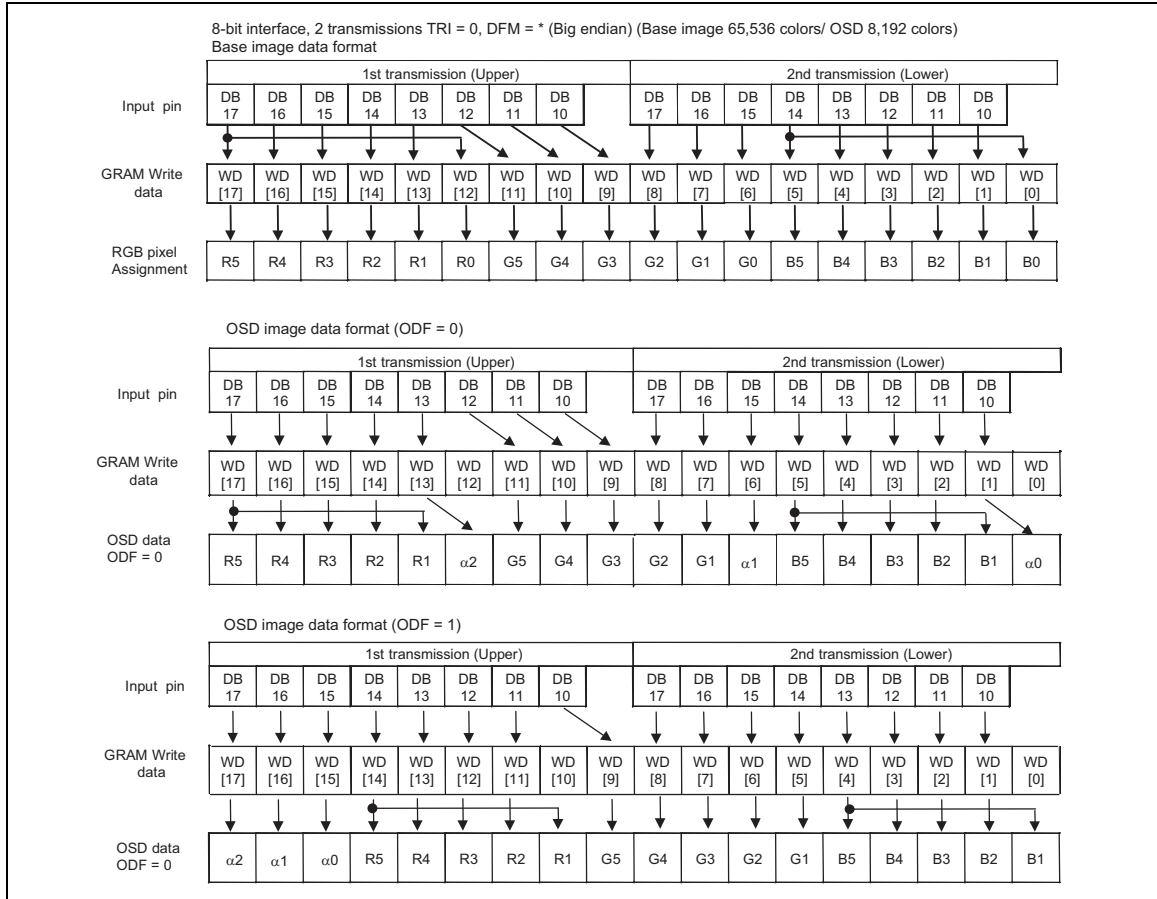 8-bit interface, 2 transmissions TRI = 0, DFM = * (Big endian) (Base image 65,536 colors/ OSD 8,192 colors)
Base image data format
1st transmission (Upper) 2nd transmission (Lower)
Input pin DB 17 DB 16 DB 15 DB 14 DB 13 DB 12 DB 11 DB 10 DB 17 DB 16 DB 15 DB 14 DB 13 DB 12 DB 11 DB 10
GRAM Write data WD [17] WD [16] WD [15] WD [14] WD [13] WD [12] WD [11] WD [10] WD [9] WD [8] WD [7] WD [6] WD [5] WD [4] WD [3] WD [2] WD [1] WD [0]
RGB pixel Assignment R5 R4 R3 R2 R1 R0 G5 G4 G3 G2 G1 G0 B5 B4 B3 B2 B1 B0
OSD image data format (ODF = 0)
1st transmission (Upper) 2nd transmission (Lower)
Input pin DB 17 DB 16 DB 15 DB 14 DB 13 DB 12 DB 11 DB 10 DB 17 DB 16 DB 15 DB 14 DB 13 DB 12 DB 11 DB 10
GRAM Write data WD [17] WD [16] WD [15] WD [14] WD [13] WD [12] WD [11] WD [10] WD [9] WD [8] WD [7] WD [6] WD [5] WD [4] WD [3] WD [2] WD [1] WD [0]
OSD data ODF = 0 R5 R4 R3 R2 R1 α2 G5 G4 G3 G2 G1 α1 B5 B4 B3 B2 B1 α0
OSD image data format (ODF = 1)
1st transmission (Upper) 2nd transmission (Lower)
Input pin DB 17 DB 16 DB 15 DB 14 DB 13 DB 12 DB 11 DB 10 DB 17 DB 16 DB 15 DB 14 DB 13 DB 12 DB 11 DB 10
GRAM Write data WD [17] WD [16] WD [15] WD [14] WD [13] WD [12] WD [11] WD [10] WD [9] WD [8] WD [7] WD [6] WD [5] WD [4] WD [3] WD [2] WD [1] WD [0]
OSD data ODF = 0 α2 α1 α0 R5 R4 R3 R2 R1 G5 G4 G3 G2 G1 B5 B4 B3 B2 B1